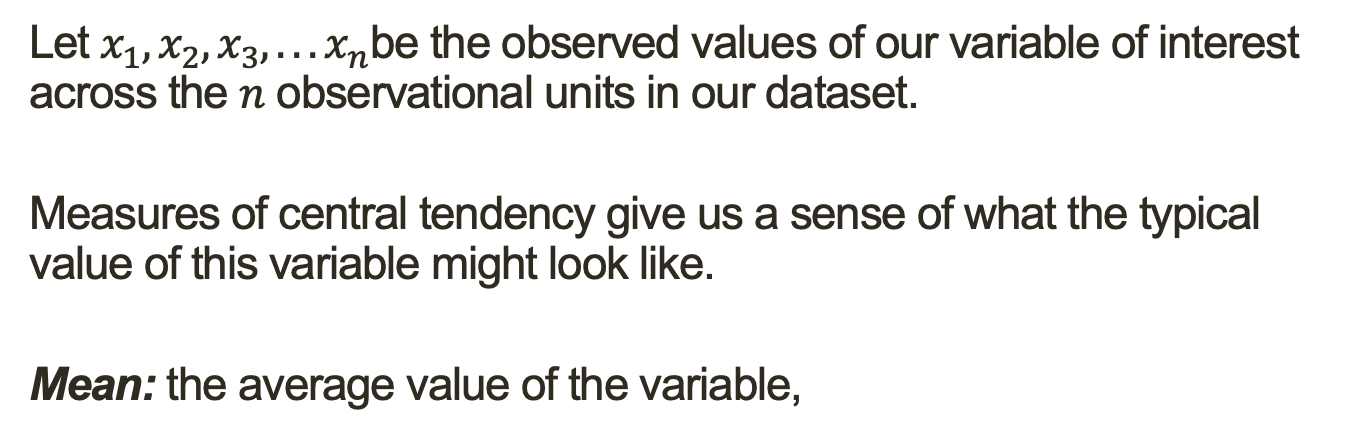 Let x₁, x₂, x₃, … xₙ be the observed values of our variable of interest
across the n observational units in our dataset.
Measures of central tendency give us a sense of what the typical
value of this variable might look like.
Mean: the average value of the variable,